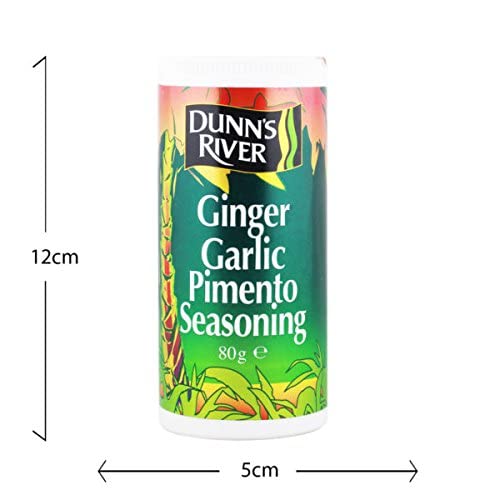 DUNN'S
RIVER
Ginger
Garlic
Pimento
Seasoning
80g ℮
12cm
5cm